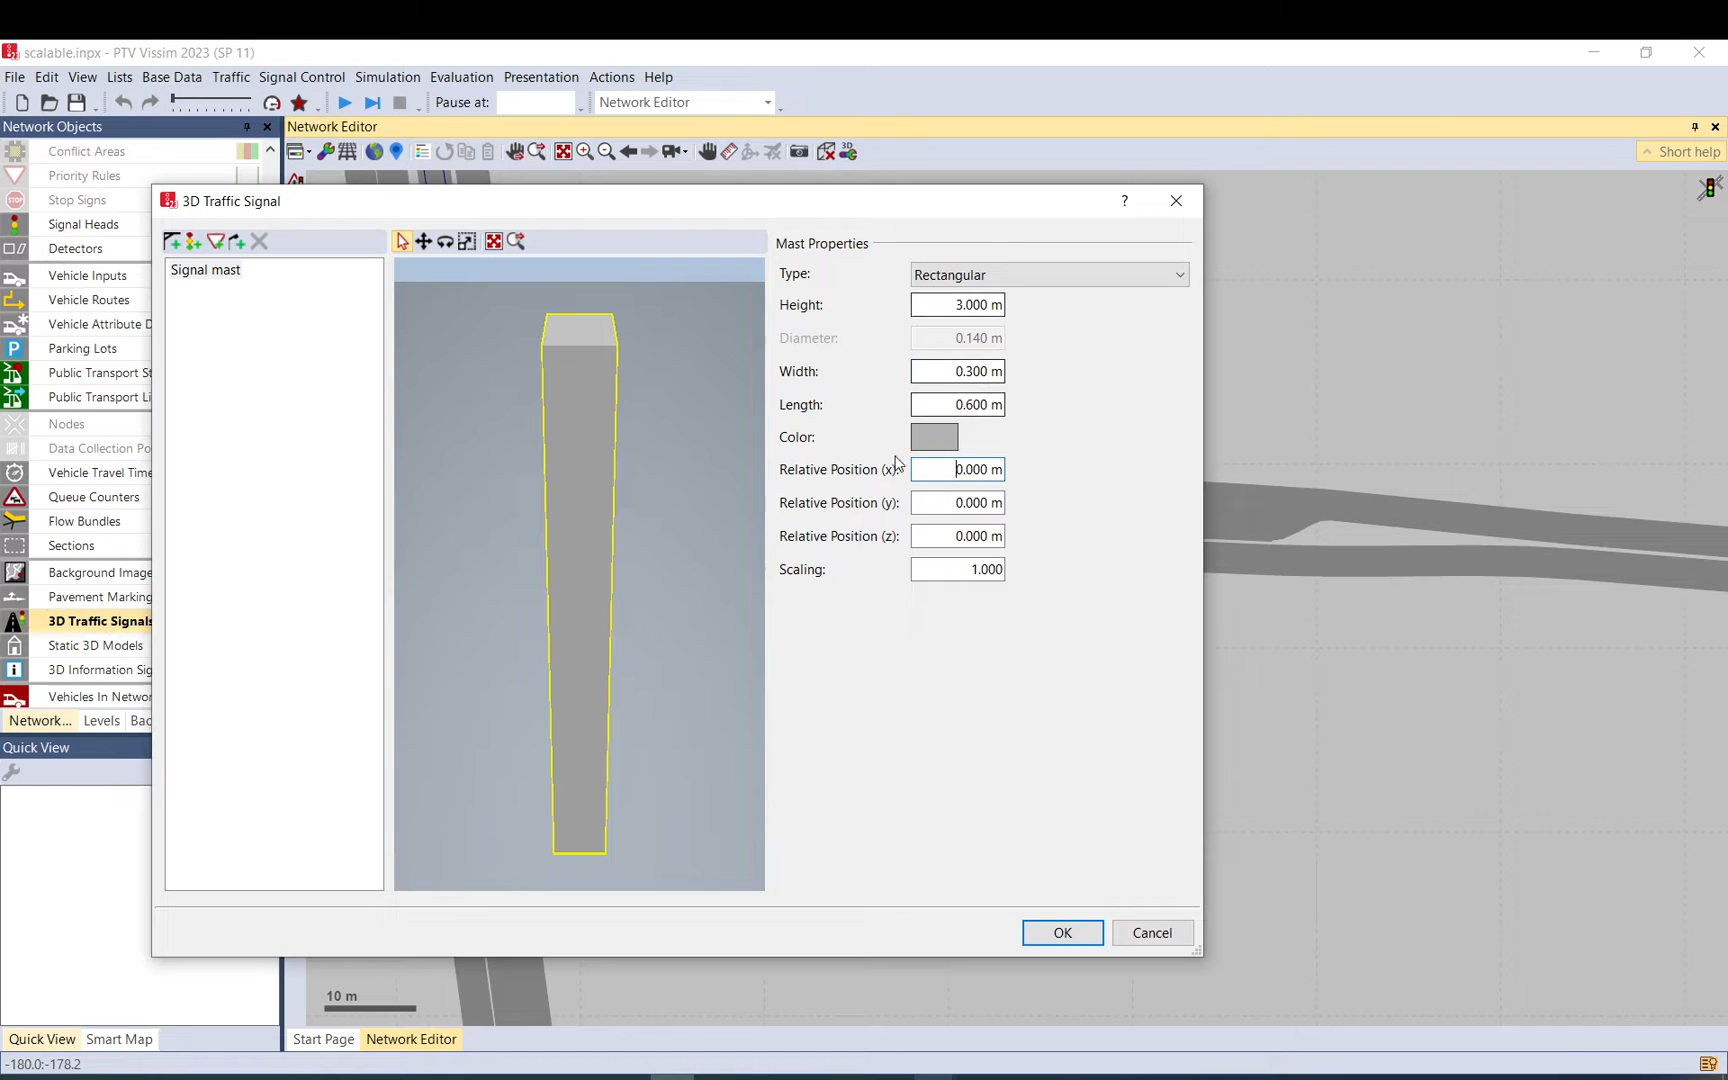 scalable.inpx - PTV Vissim 2023 (SP 11)
File Edit View Lists Base Data Traffic Signal Control Simulation Evaluation Presentation Actions Help
Pause at: Network Editor
Network Objects
Network Editor
Short help
3D
Conflict Areas
Priority Rules
Stop Signs
Signal Heads
Detectors
Vehicle Inputs
Vehicle Routes
Vehicle Attribute D
Parking Lots
Public Transport St
Public Transport Li
Nodes
Data Collection Po
Vehicle Travel Time
Queue Counters
Flow Bundles
Sections
Background Image
Pavement Marking
3D Traffic Signals
Static 3D Models
3D Information Sig
Vehicles In Netwo
Network... Levels Bac
Quick View
3D Traffic Signal
?
Signal mast
Mast Properties
Type: Rectangular
Height: 3.000 m
Diameter: 0.140 m
Width: 0.300 m
Length: 0.600 m
Color:
Relative Position (x): 0.000 m
Relative Position (y): 0.000 m
Relative Position (z): 0.000 m
Scaling: 1.000
OK Cancel
10 m
Quick View Smart Map
Start Page Network Editor
-180.0:-178.2